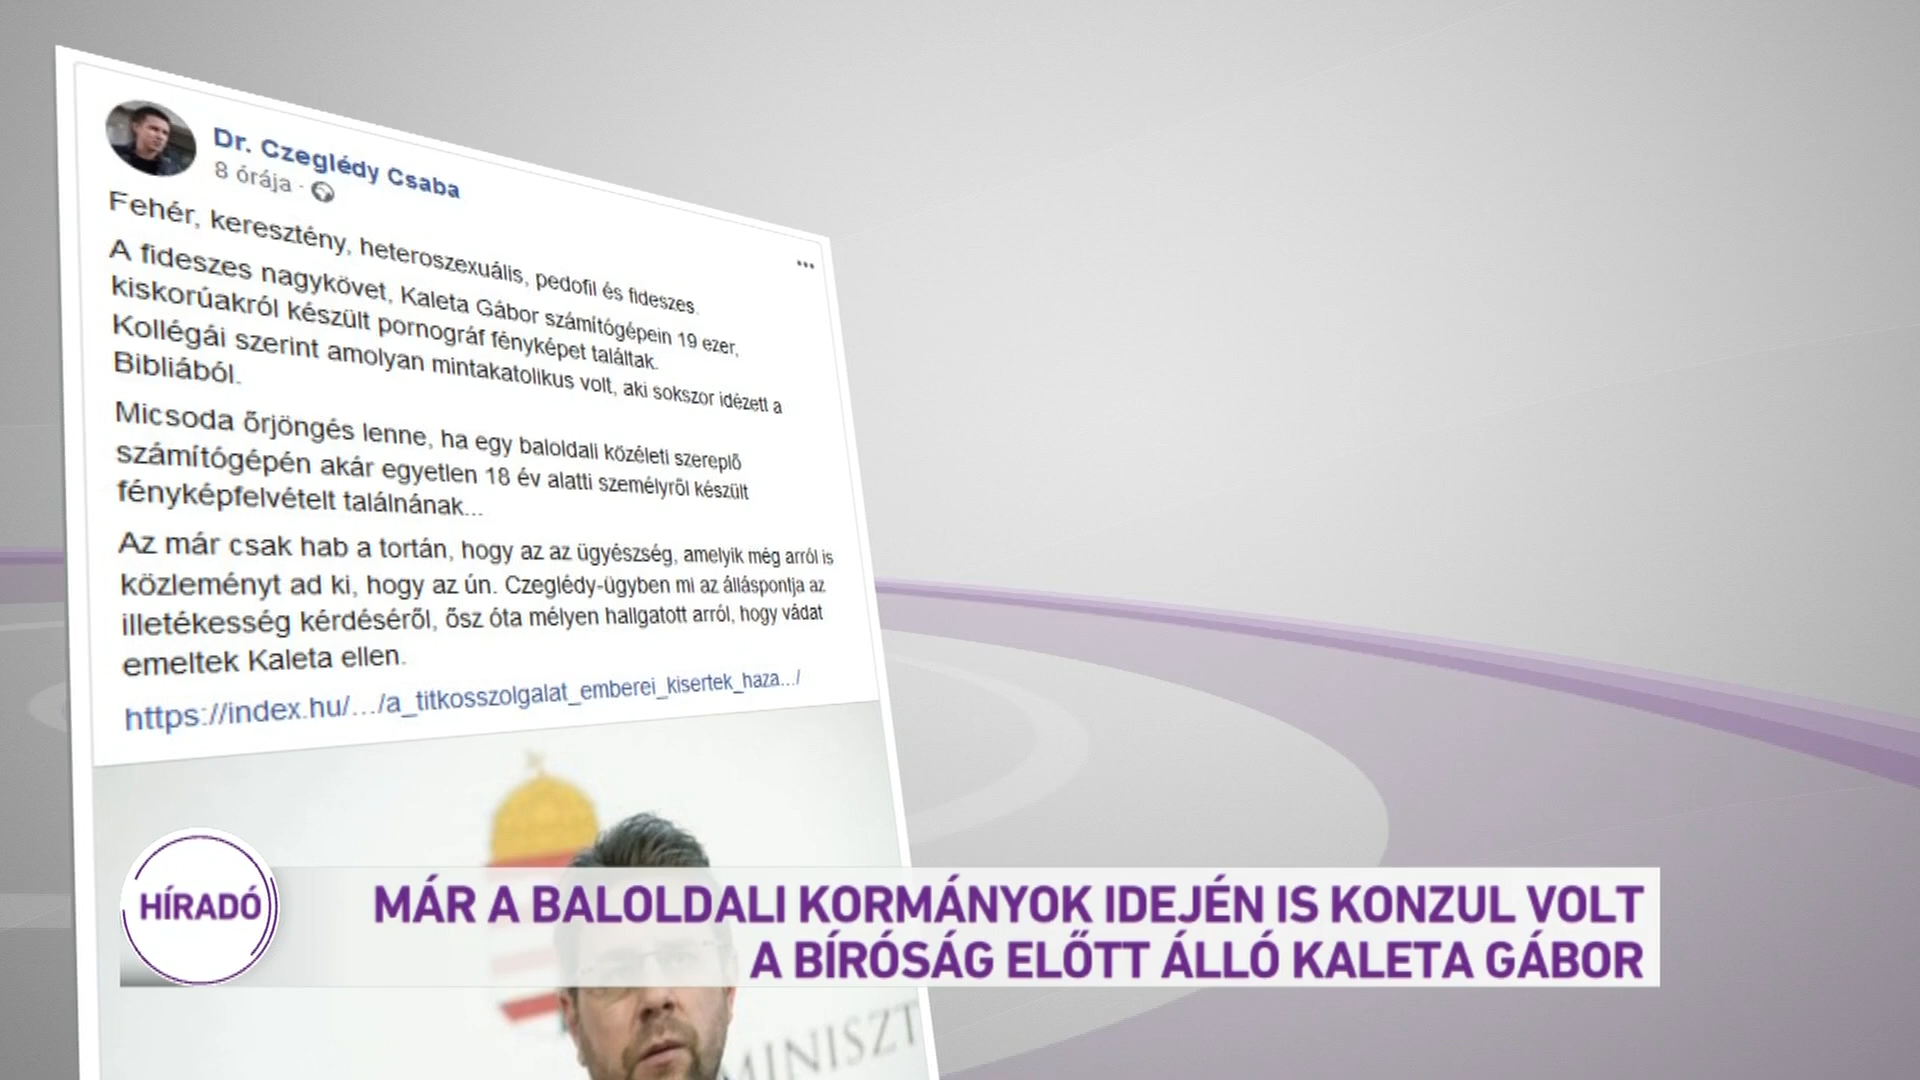 Dr. Czeglédy Csaba
8 órája ·
Fehér, keresztény, heteroszexuális, pedofil és fideszes.
A fideszes nagykövet, Kaleta Gábor számítógépein 19 ezer,
kiskorúakról készült pornográf fényképet találtak.
Kollégái szerint amolyan mintakatolikus volt, aki sokszor idézett a
Bibliából.
Micsoda őrjöngés lenne, ha egy baloldali közéleti szereplő
számítógépén akár egyetlen 18 év alatti személyről készült
fényképfelvételt találnának...
Az már csak hab a tortán, hogy az az ügyészség, amelyik még arról is
közleményt ad ki, hogy az ún. Czeglédy-ügyben mi az álláspontja az
illetékesség kérdéséről, ősz óta mélyen hallgatott arról, hogy vádat
emeltek Kaleta ellen.
https://index.hu/.../a_titkosszolgalat_emberei_kisertek_haza.../
HÍRADÓ
MÁR A BALOLDALI KORMÁNYOK IDEJÉN IS KONZUL VOLT
A BÍRÓSÁG ELŐTT ÁLLÓ KALETA GÁBOR
MINISZT